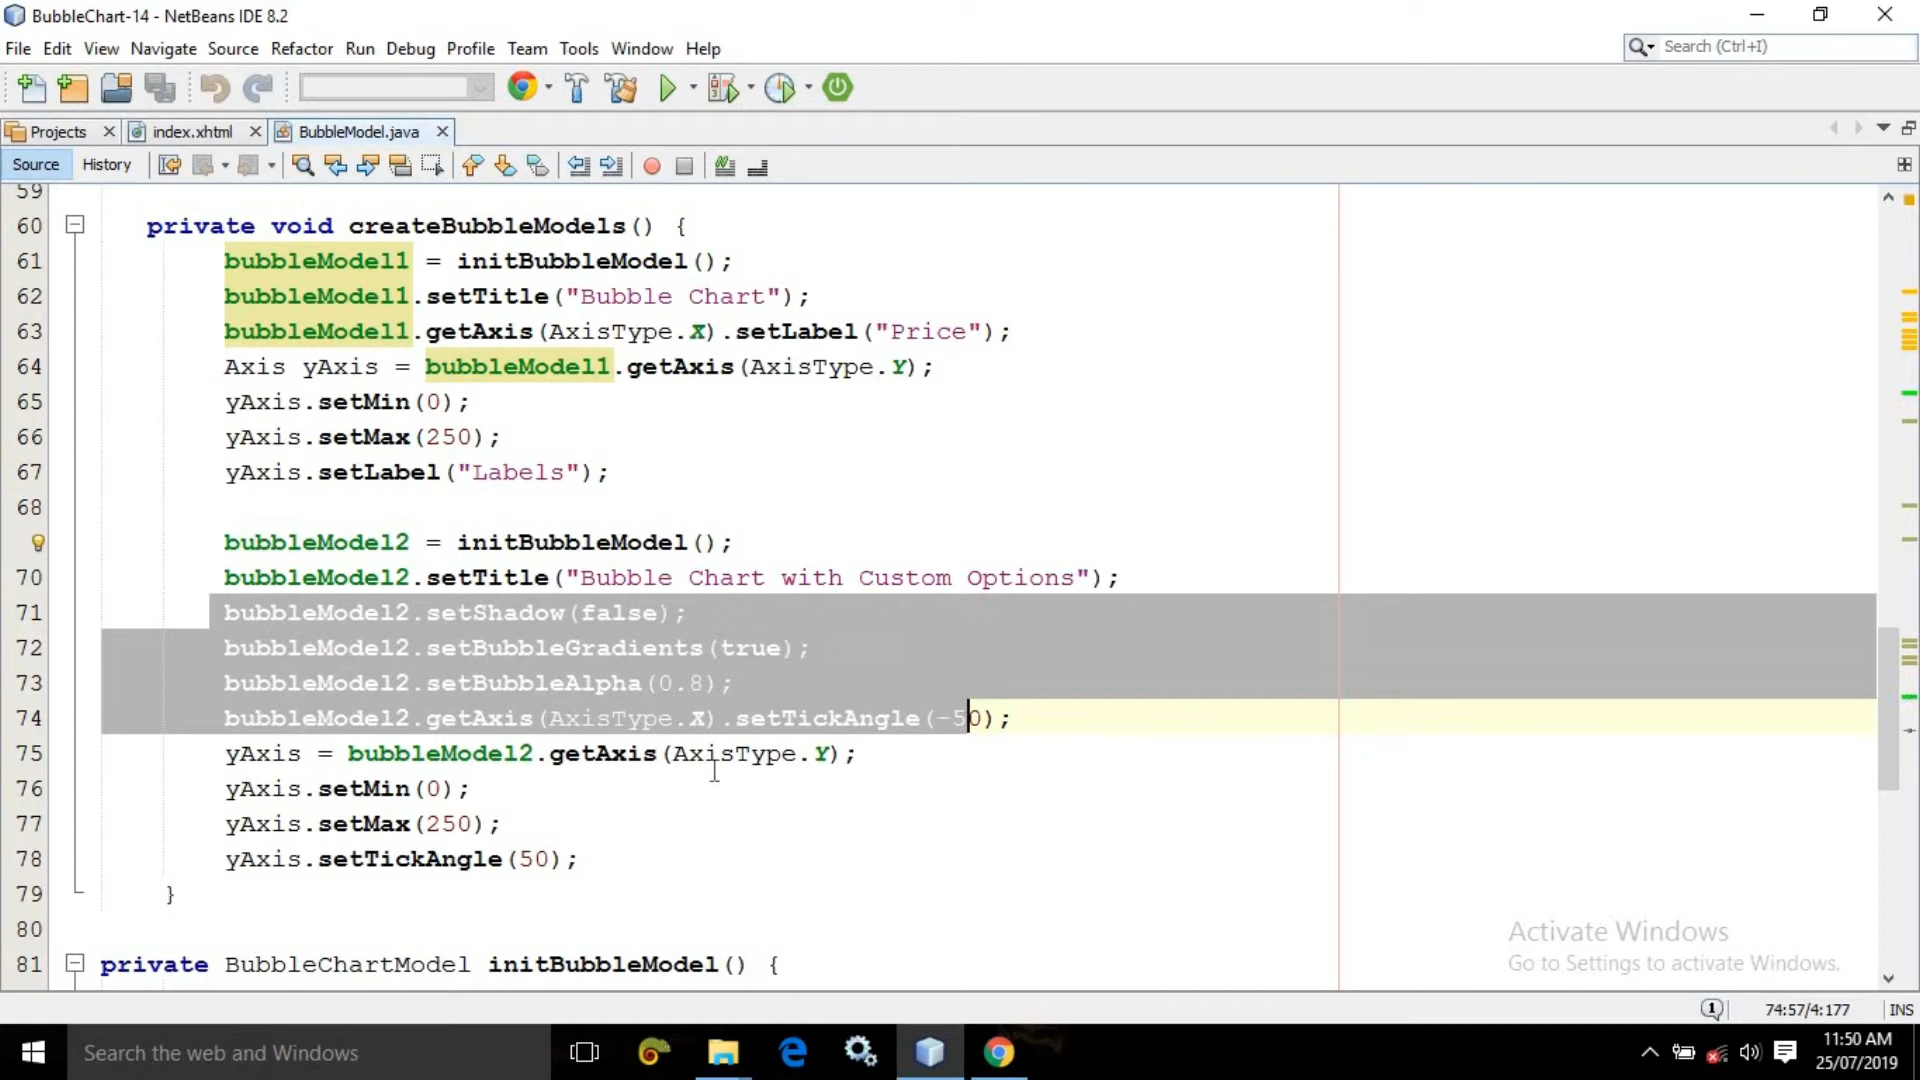 BubbleChart-14 - NetBeans IDE 8.2
File Edit View Navigate Source Refactor Run Debug Profile Team Tools Window Help
Search (Ctrl+I)
Projects index.xhtml BubbleModel.java
Source History
59
60 private void createBubbleModels() {
61 bubbleModel1 = initBubbleModel();
62 bubbleModel1.setTitle("Bubble Chart");
63 bubbleModel1.getAxis(AxisType.X).setLabel("Price");
64 Axis yAxis = bubbleModel1.getAxis(AxisType.Y);
65 yAxis.setMin(0);
66 yAxis.setMax(250);
67 yAxis.setLabel("Labels");
68
bubbleModel2 = initBubbleModel();
70 bubbleModel2.setTitle("Bubble Chart with Custom Options");
71 bubbleModel2.setShadow(false);
72 bubbleModel2.setBubbleGradients(true);
73 bubbleModel2.setBubbleAlpha(0.8);
74 bubbleModel2.getAxis(AxisType.X).setTickAngle(-50);
75 yAxis = bubbleModel2.getAxis(AxisType.Y);
76 yAxis.setMin(0);
77 yAxis.setMax(250);
78 yAxis.setTickAngle(50);
79 }
80
81 private BubbleChartModel initBubbleModel() {
Activate Windows
Go to Settings to activate Windows.
1 74:57/4:177 INS
Search the web and Windows
11:50 AM
25/07/2019